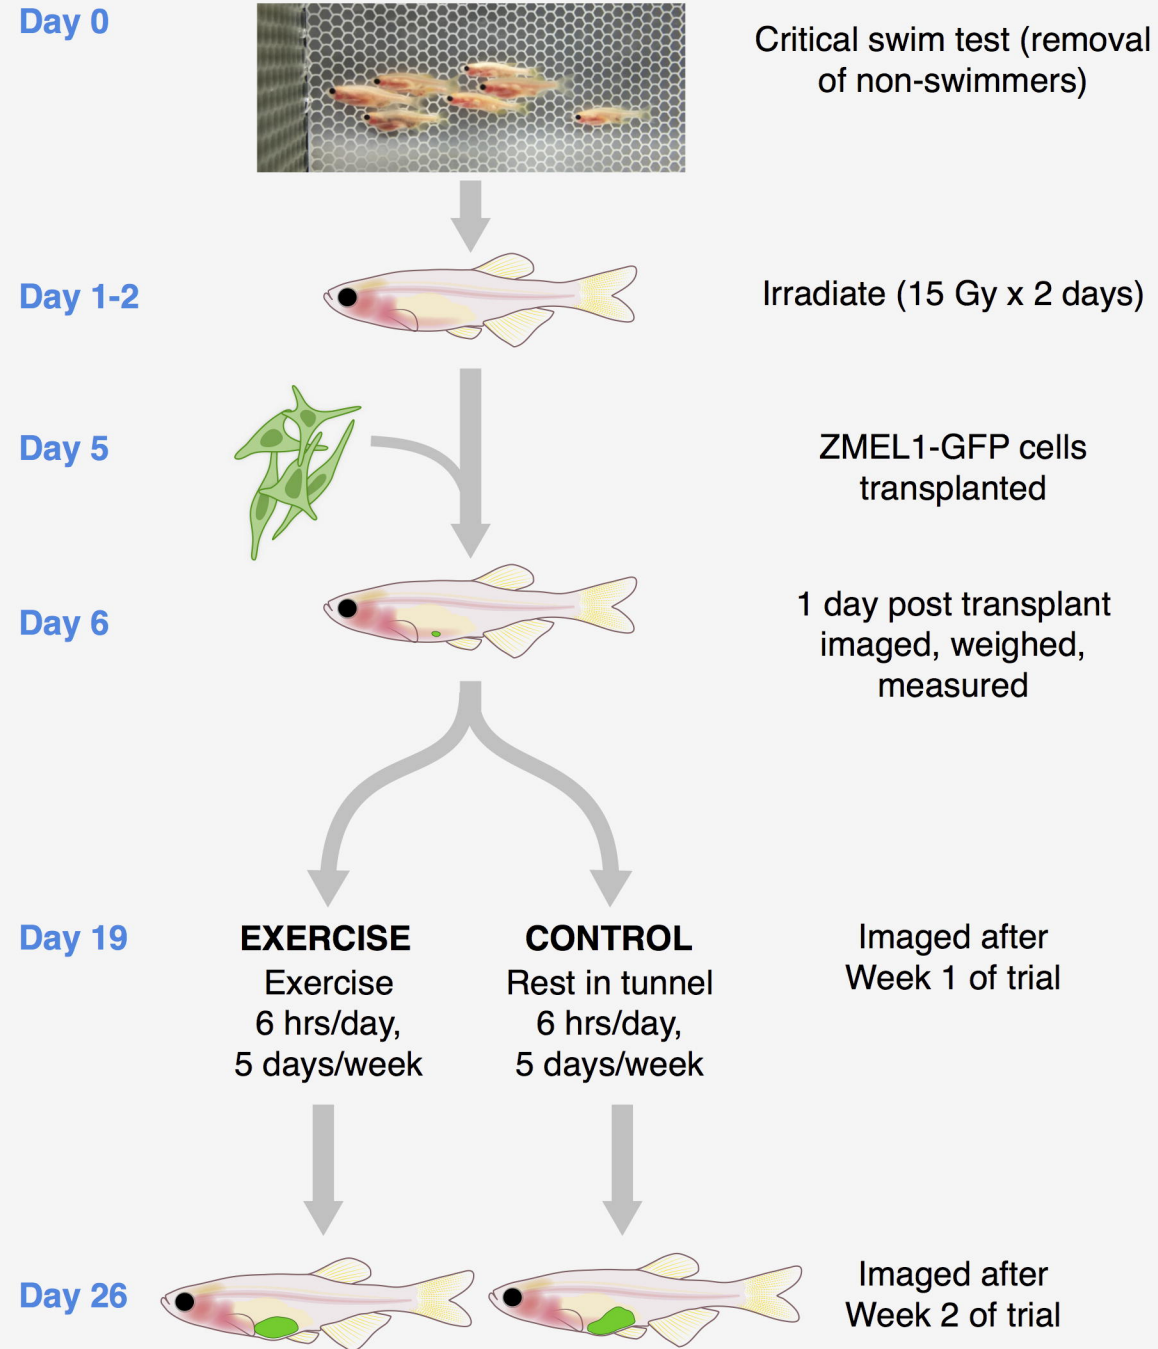 Day 0
Critical swim test (removal
of non-swimmers)
Day 1-2
Irradiate (15 Gy x 2 days)
Day 5
ZMEL1-GFP cells
transplanted
Day 6
1 day post transplant
imaged, weighed,
measured
Day 19
EXERCISE
Exercise
6 hrs/day,
5 days/week
CONTROL
Rest in tunnel
6 hrs/day,
5 days/week
Imaged after
Week 1 of trial
Day 26
Imaged after
Week 2 of trial